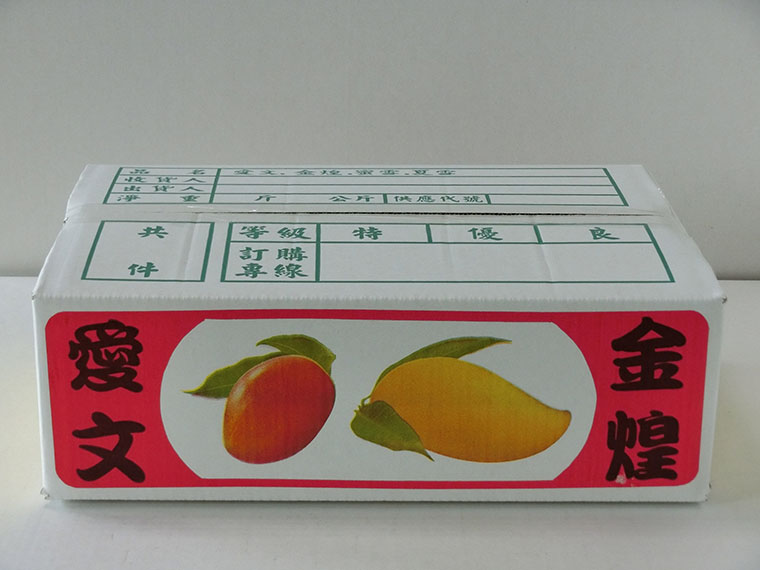 品名 愛文.金煌.蜜雪.夏雪
收貨人
出貨人
淨重 斤 公斤 供應代號
共 件
等級 特 優 良
訂購專線
愛文
金煌